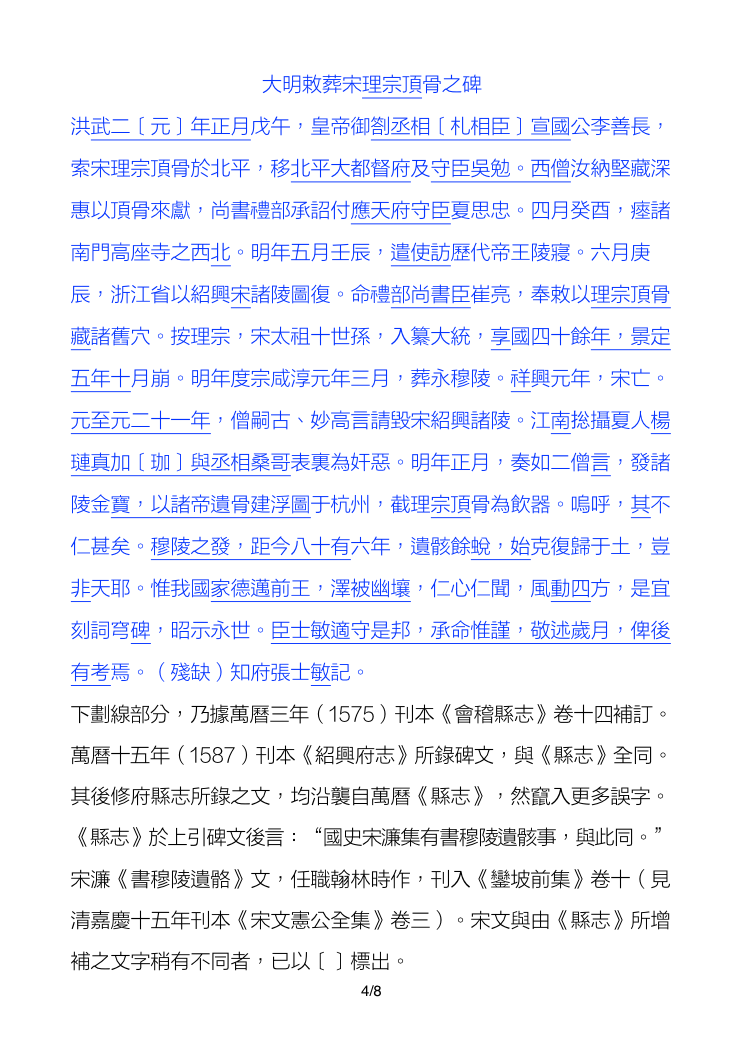 大明敕葬宋理宗頂骨之碑
洪武二〔元〕年正月戊午，皇帝御劄丞相〔札相臣〕宣國公李善長，
索宋理宗頂骨於北平，移北平大都督府及守臣吳勉。西僧汝納堅藏深
惠以頂骨來獻，尚書禮部承詔付應天府守臣夏思忠。四月癸酉，瘞諸
南門高座寺之西北。明年五月壬辰，遣使訪歷代帝王陵寢。六月庚
辰，浙江省以紹興宋諸陵圖復。命禮部尚書臣崔亮，奉敕以理宗頂骨
藏諸舊穴。按理宗，宋太祖十世孫，入纂大統，享國四十餘年，景定
五年十月崩。明年度宗咸淳元年三月，葬永穆陵。祥興元年，宋亡。
元至元二十一年，僧嗣古、妙高言請毀宋紹興諸陵。江南捴攝夏人楊
璉真加〔珈〕與丞相桑哥表裏為奸惡。明年正月，奏如二僧言，發諸
陵金寶，以諸帝遺骨建浮圖于杭州，截理宗頂骨為飲器。嗚呼，其不
仁甚矣。穆陵之發，距今八十有六年，遺骸餘蛻，始克復歸于土，豈
非天耶。惟我國家德邁前王，澤被幽壤，仁心仁聞，風動四方，是宜
刻詞穹碑，昭示永世。臣士敏適守是邦，承命惟謹，敬述歲月，俾後
有考焉。（殘缺）知府張士敏記。
下劃線部分，乃據萬曆三年（1575）刊本《會稽縣志》卷十四補訂。
萬曆十五年（1587）刊本《紹興府志》所錄碑文，與《縣志》全同。
其後修府縣志所錄之文，均沿襲自萬曆《縣志》，然竄入更多誤字。
《縣志》於上引碑文後言：“國史宋濂集有書穆陵遺骸事，與此同。”
宋濂《書穆陵遺骼》文，任職翰林時作，刊入《鑾坡前集》卷十（見
清嘉慶十五年刊本《宋文憲公全集》卷三）。宋文與由《縣志》所增
補之文字稍有不同者，已以〔〕標出。
4/8